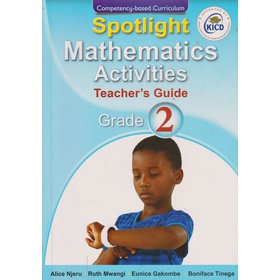 Competency-based Curriculum
Spotlight
Mathematics
Activities
Teacher's Guide
Grade 2
KICD
Alice Njeru Ruth Mwangi Eunice Gakombe Boniface Tinega